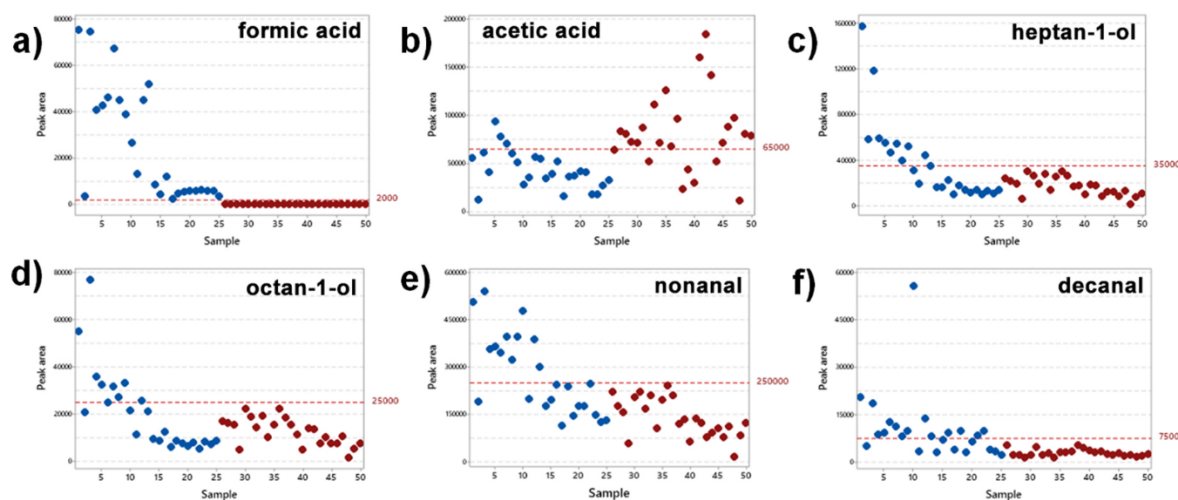 a) formic acid
80000
60000
40000
20000
0
Peak area
2000
5 10 15 20 25 30 35 40 45 50
Sample
b) acetic acid
200000
175000
150000
125000
100000
75000
50000
25000
0
Peak area
65000
5 10 15 20 25 30 35 40 45 50
Sample
c) heptan-1-ol
160000
120000
80000
40000
0
Peak area
35000
5 10 15 20 25 30 35 40 45 50
Sample
d) octan-1-ol
80000
60000
40000
20000
0
Peak area
25000
5 10 15 20 25 30 35 40 45 50
Sample
e) nonanal
600000
450000
300000
150000
0
Peak area
250000
5 10 15 20 25 30 35 40 45 50
Sample
f) decanal
60000
45000
30000
15000
0
Peak area
7500
5 10 15 20 25 30 35 40 45 50
Sample